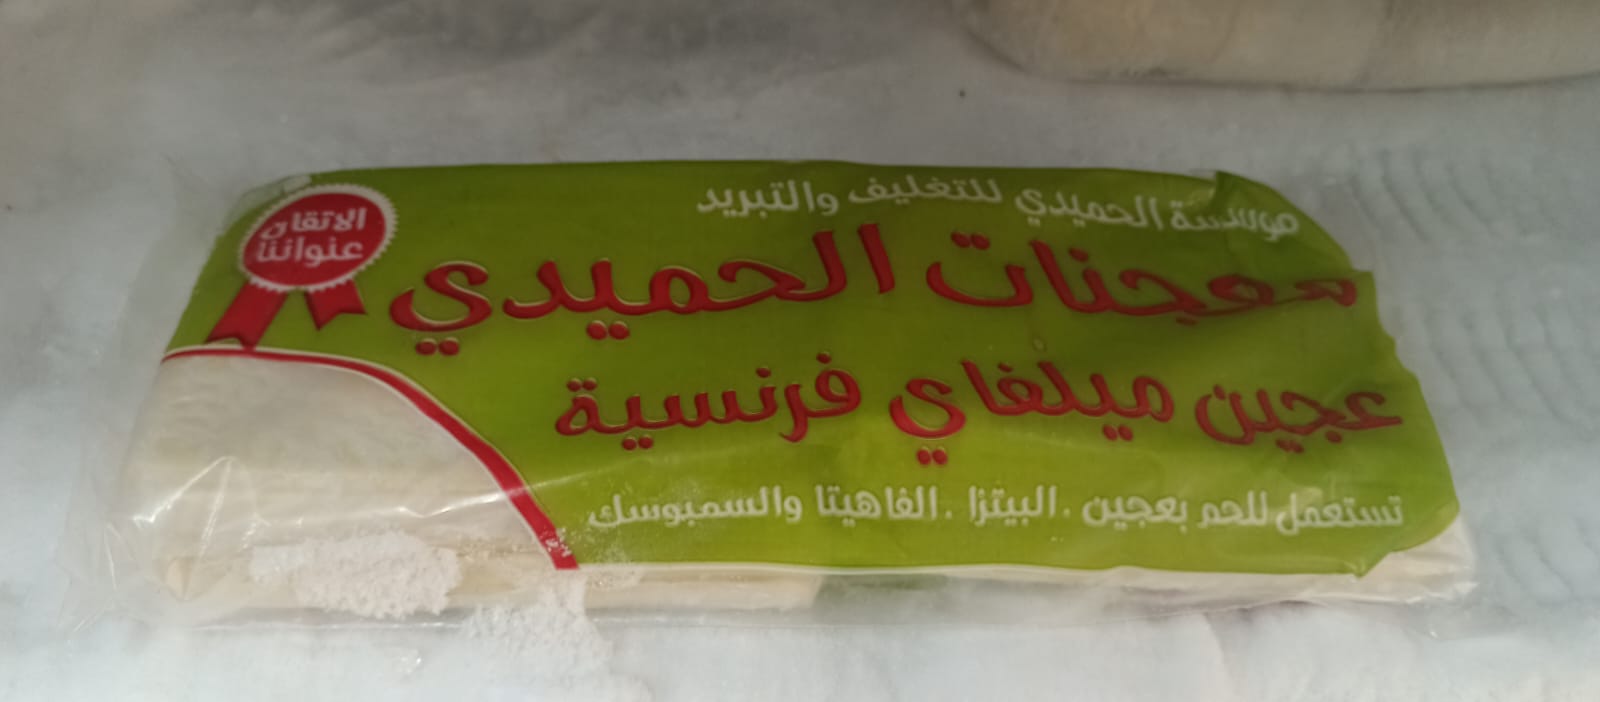 مؤسسة الحميدي للتغليف والتبريد
الاتقان
عنواننا
معجنات الحميدي
عجين ميلفاي فرنسية
تستعمل للحم بعجين . البيتزا . الفاهيتا والسمبوسك